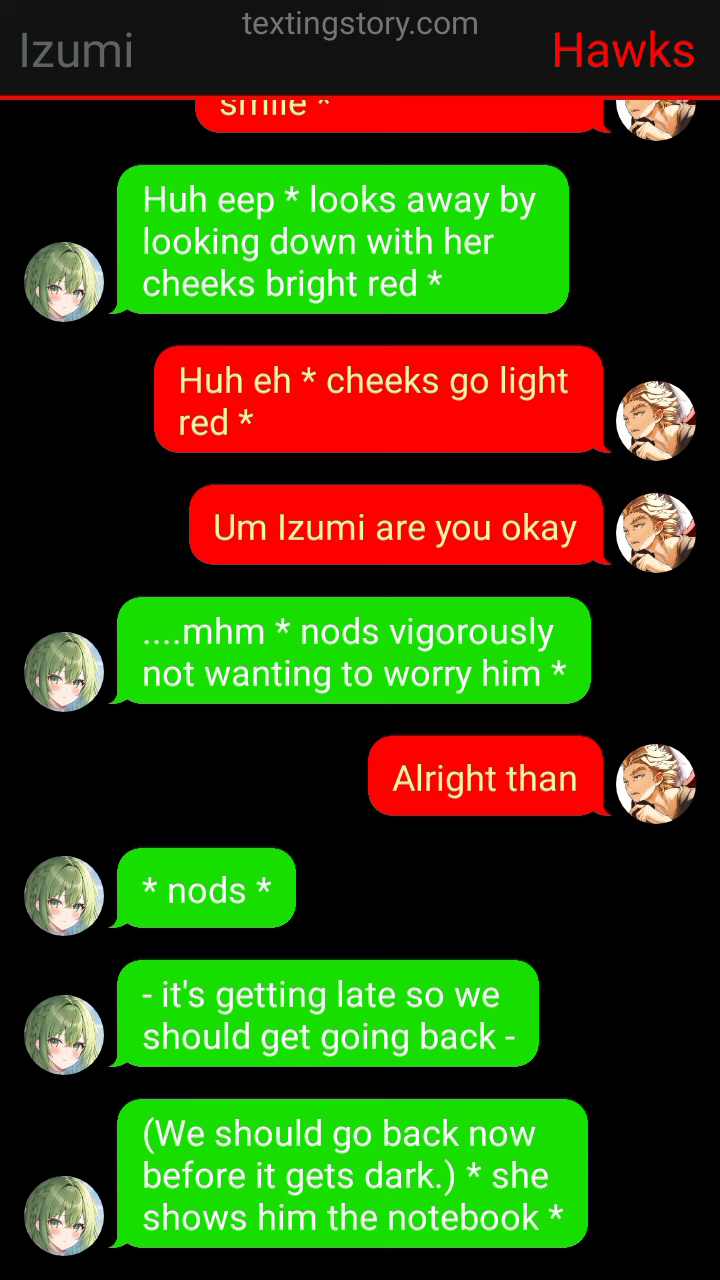 textingstory.com
Izumi
Hawks
smile *
Huh eep * looks away by
looking down with her
cheeks bright red *
Huh eh * cheeks go light
red *
Um Izumi are you okay
....mhm * nods vigorously
not wanting to worry him *
Alright than
* nods *
- it's getting late so we
should get going back -
(We should go back now
before it gets dark.) * she
shows him the notebook *